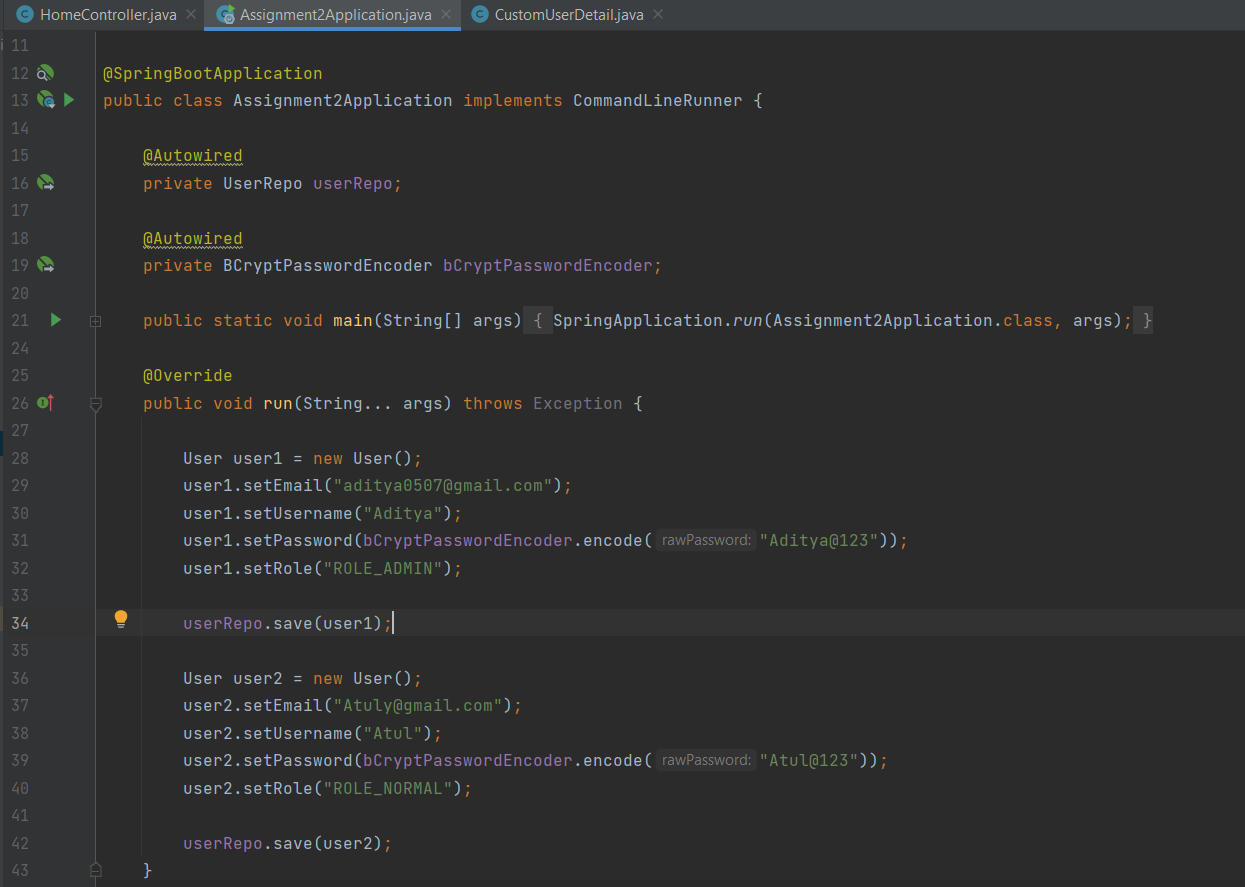 HomeController.java Assignment2Application.java CustomUserDetail.java
11
12 @SpringBootApplication
13 public class Assignment2Application implements CommandLineRunner {
14
15 @Autowired
16 private UserRepo userRepo;
17
18 @Autowired
19 private BCryptPasswordEncoder bCryptPasswordEncoder;
20
21 public static void main(String[] args) { SpringApplication.run(Assignment2Application.class, args); }
24
25 @Override
26 public void run(String... args) throws Exception {
27
28 User user1 = new User();
29 user1.setEmail("aditya0507@gmail.com");
30 user1.setUsername("Aditya");
31 user1.setPassword(bCryptPasswordEncoder.encode( rawPassword: "Aditya@123"));
32 user1.setRole("ROLE_ADMIN");
33
34 userRepo.save(user1);
35
36 User user2 = new User();
37 user2.setEmail("Atuly@gmail.com");
38 user2.setUsername("Atul");
39 user2.setPassword(bCryptPasswordEncoder.encode( rawPassword: "Atul@123"));
40 user2.setRole("ROLE_NORMAL");
41
42 userRepo.save(user2);
43 }